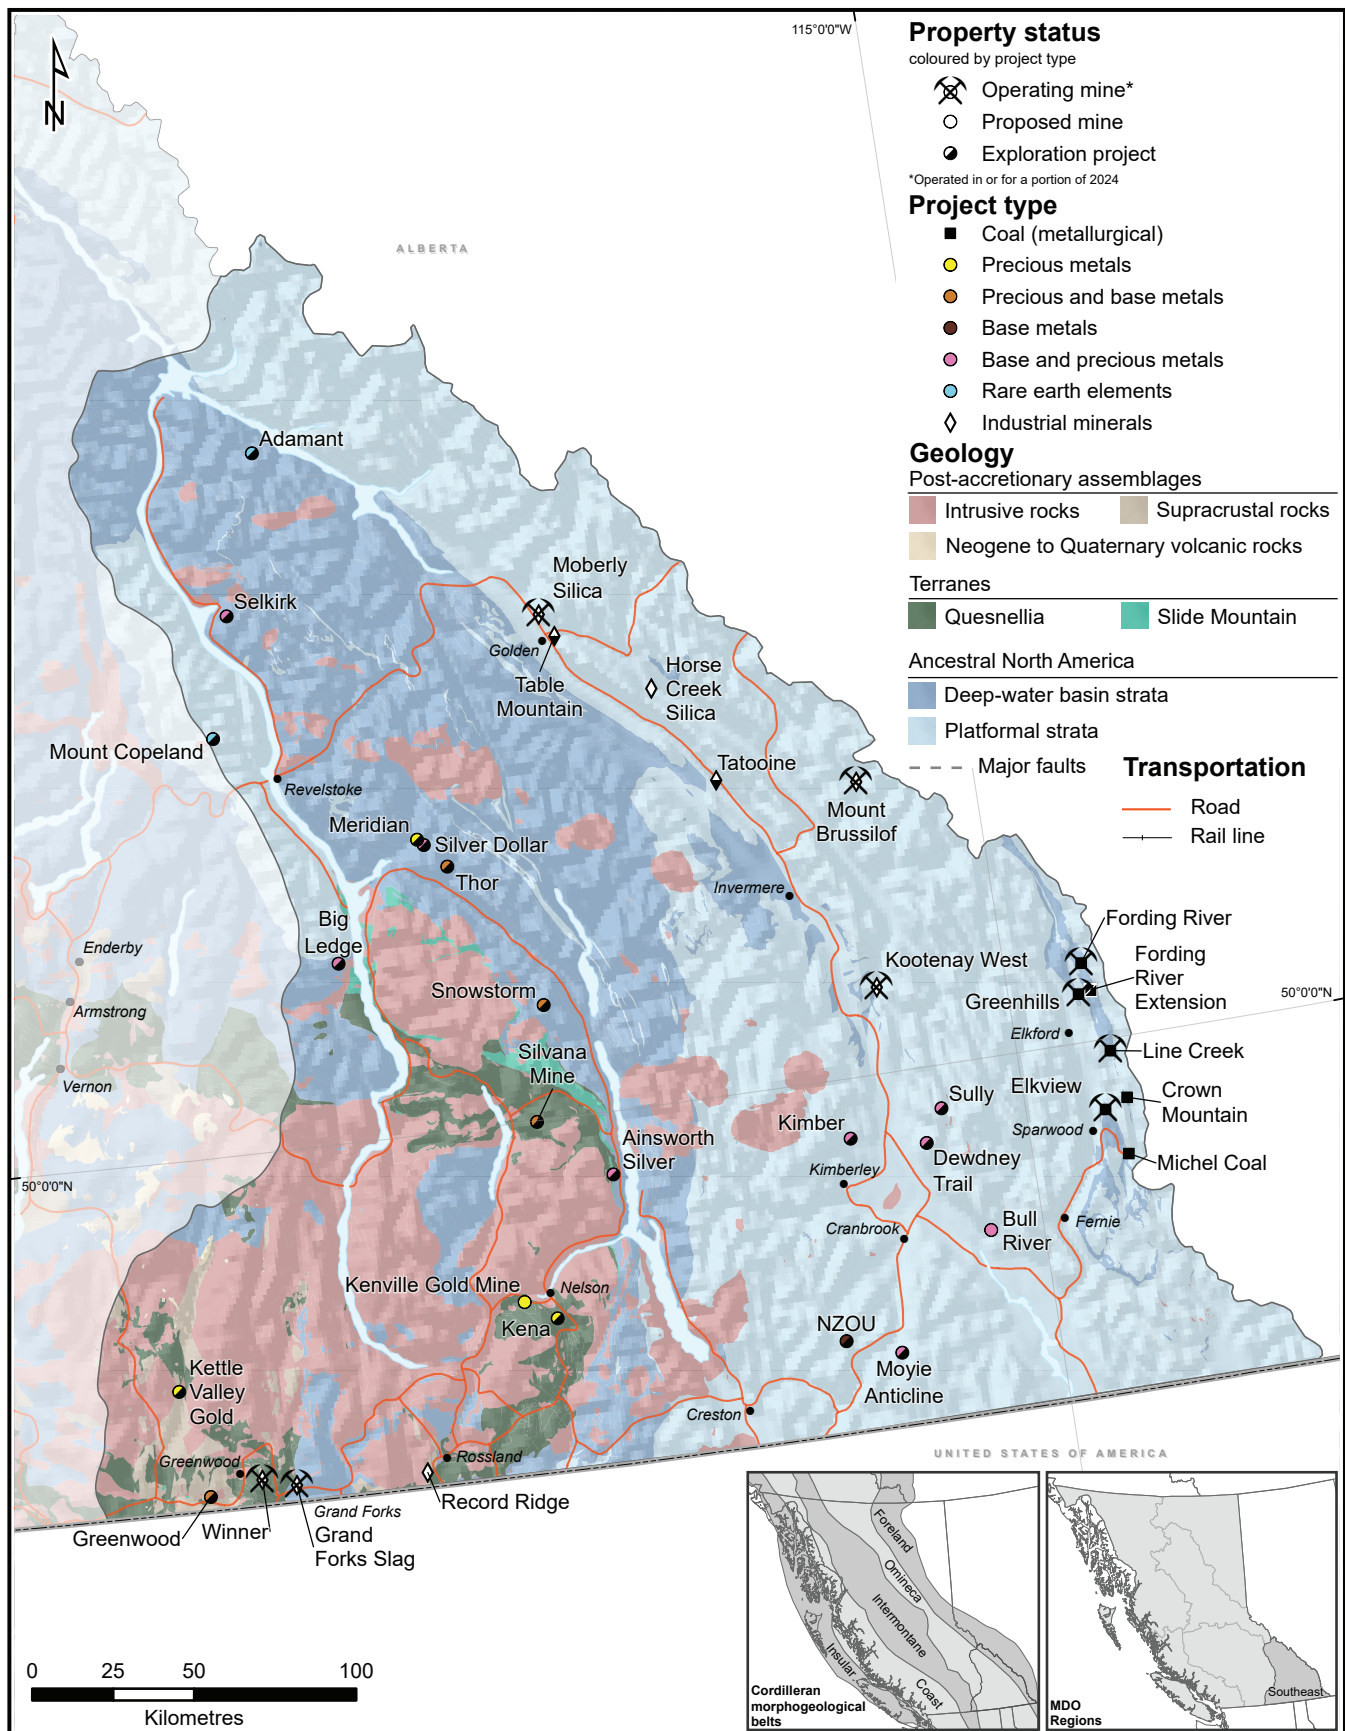 115°0'0"W
N
ALBERTA
Property status
coloured by project type
Operating mine*
Proposed mine
Exploration project
*Operated in or for a portion of 2024
Project type
Coal (metallurgical)
Precious metals
Precious and base metals
Base metals
Base and precious metals
Rare earth elements
Industrial minerals
Geology
Post-accretionary assemblages
Intrusive rocks
Supracrustal rocks
Neogene to Quaternary volcanic rocks
Terranes
Quesnellia
Slide Mountain
Ancestral North America
Deep-water basin strata
Platformal strata
Major faults
Transportation
Road
Rail line
Adamant
Moberly
Silica
Selkirk
Golden
Table
Mountain
Horse
Creek
Silica
Mount Copeland
Revelstoke
Tatooine
Mount
Brussilof
Meridian
Silver Dollar
Thor
Invermere
Big
Ledge
Enderby
Armstrong
Vernon
Snowstorm
Silvana
Mine
Kootenay West
Fording River
Fording
River
Extension
Greenhills
50°0'0"N
Elkford
Line Creek
Elkview
Crown
Mountain
Sparwood
Michel Coal
Sully
Kimber
Dewdney
Trail
Kimberley
Ainsworth
Silver
50°0'0"N
Cranbrook
Bull
River
Fernie
Kenville Gold Mine
Nelson
Kena
NZOU
Moyie
Anticline
Kettle
Valley
Gold
Creston
Greenwood
Rossland
Record Ridge
Greenwood
Winner
Grand Forks
Grand
Forks Slag
UNITED STATES OF AMERICA
Foreland
Omineca
Intermontane
Insular
Coast
Cordilleran
morphogeological
belts
Southeast
MDO
Regions
0
25
50
100
Kilometres